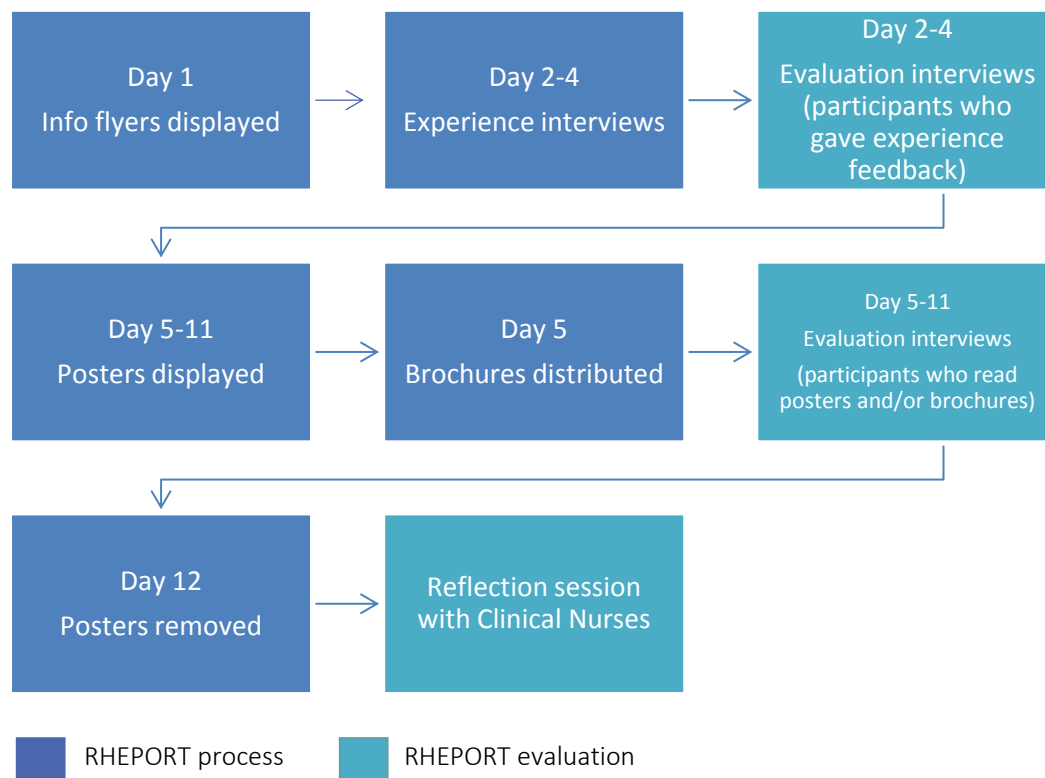 Day 1
Info flyers displayed
Day 2-4
Experience interviews
Day 2-4
Evaluation interviews
(participants who
gave experience
feedback)
Day 5-11
Posters displayed
Day 5
Brochures distributed
Day 5-11
Evaluation interviews
(participants who read
posters and/or brochures)
Day 12
Posters removed
Reflection session
with Clinical Nurses
RHEPORT process
RHEPORT evaluation